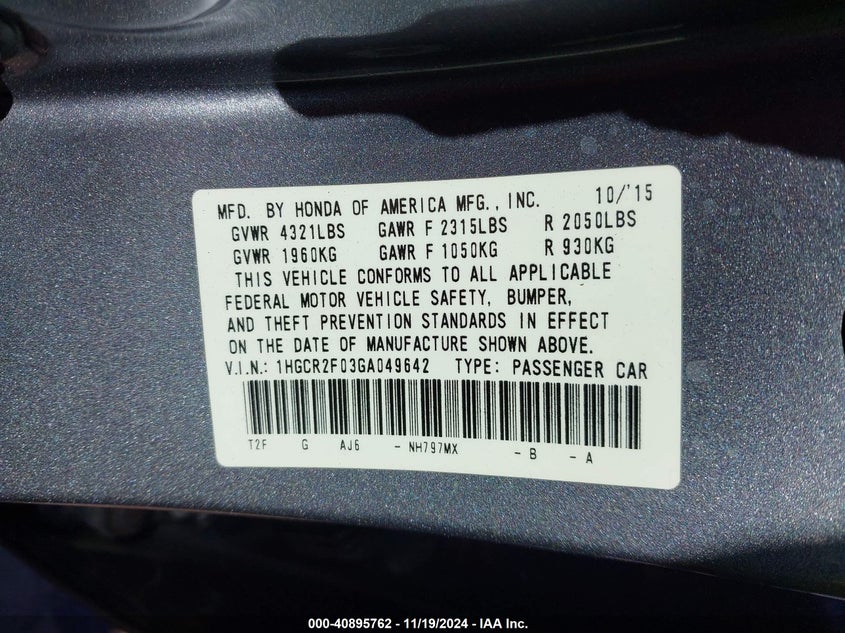 MFD. BY HONDA OF AMERICA MFG., INC. 10/'15
GVWR 4321LBS GAWR F 2315LBS R 2050LBS
GVWR 1960KG GAWR F 1050KG R 930KG
THIS VEHICLE CONFORMS TO ALL APPLICABLE
FEDERAL MOTOR VEHICLE SAFETY, BUMPER,
AND THEFT PREVENTION STANDARDS IN EFFECT
ON THE DATE OF MANUFACTURE SHOWN ABOVE.
V.I.N.: 1HGCR2F03GA049642 TYPE: PASSENGER CAR
T2F G AJ6 - NH797MX - B - A
000-40895762 - 11/19/2024 - IAA Inc.